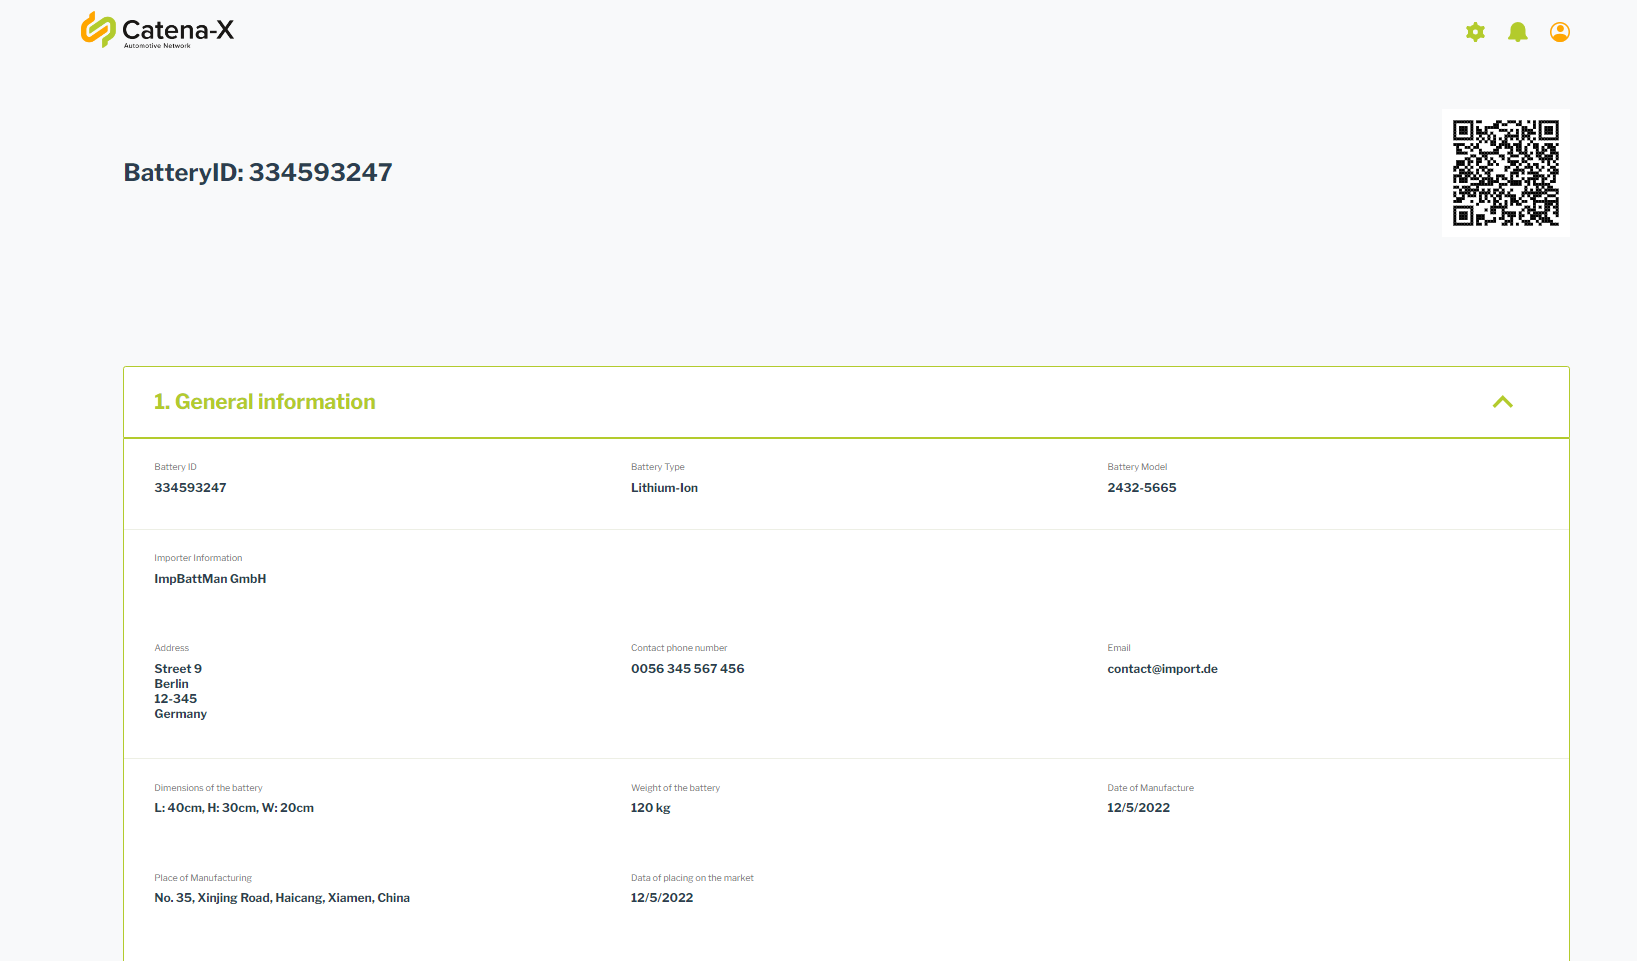 Catena-X
Automotive Network
BatteryID: 334593247
1. General information
Battery ID
Battery Type
Battery Model
334593247
Lithium-Ion
2432-5665
Importer Information
ImpBattMan GmbH
Address
Contact phone number
Email
Street 9
Berlin
12-345
Germany
0056 345 567 456
contact@import.de
Dimensions of the battery
Weight of the battery
Date of Manufacture
L: 40cm, H: 30cm, W: 20cm
120 kg
12/5/2022
Place of Manufacturing
Data of placing on the market
No. 35, Xinjing Road, Haicang, Xiamen, China
12/5/2022